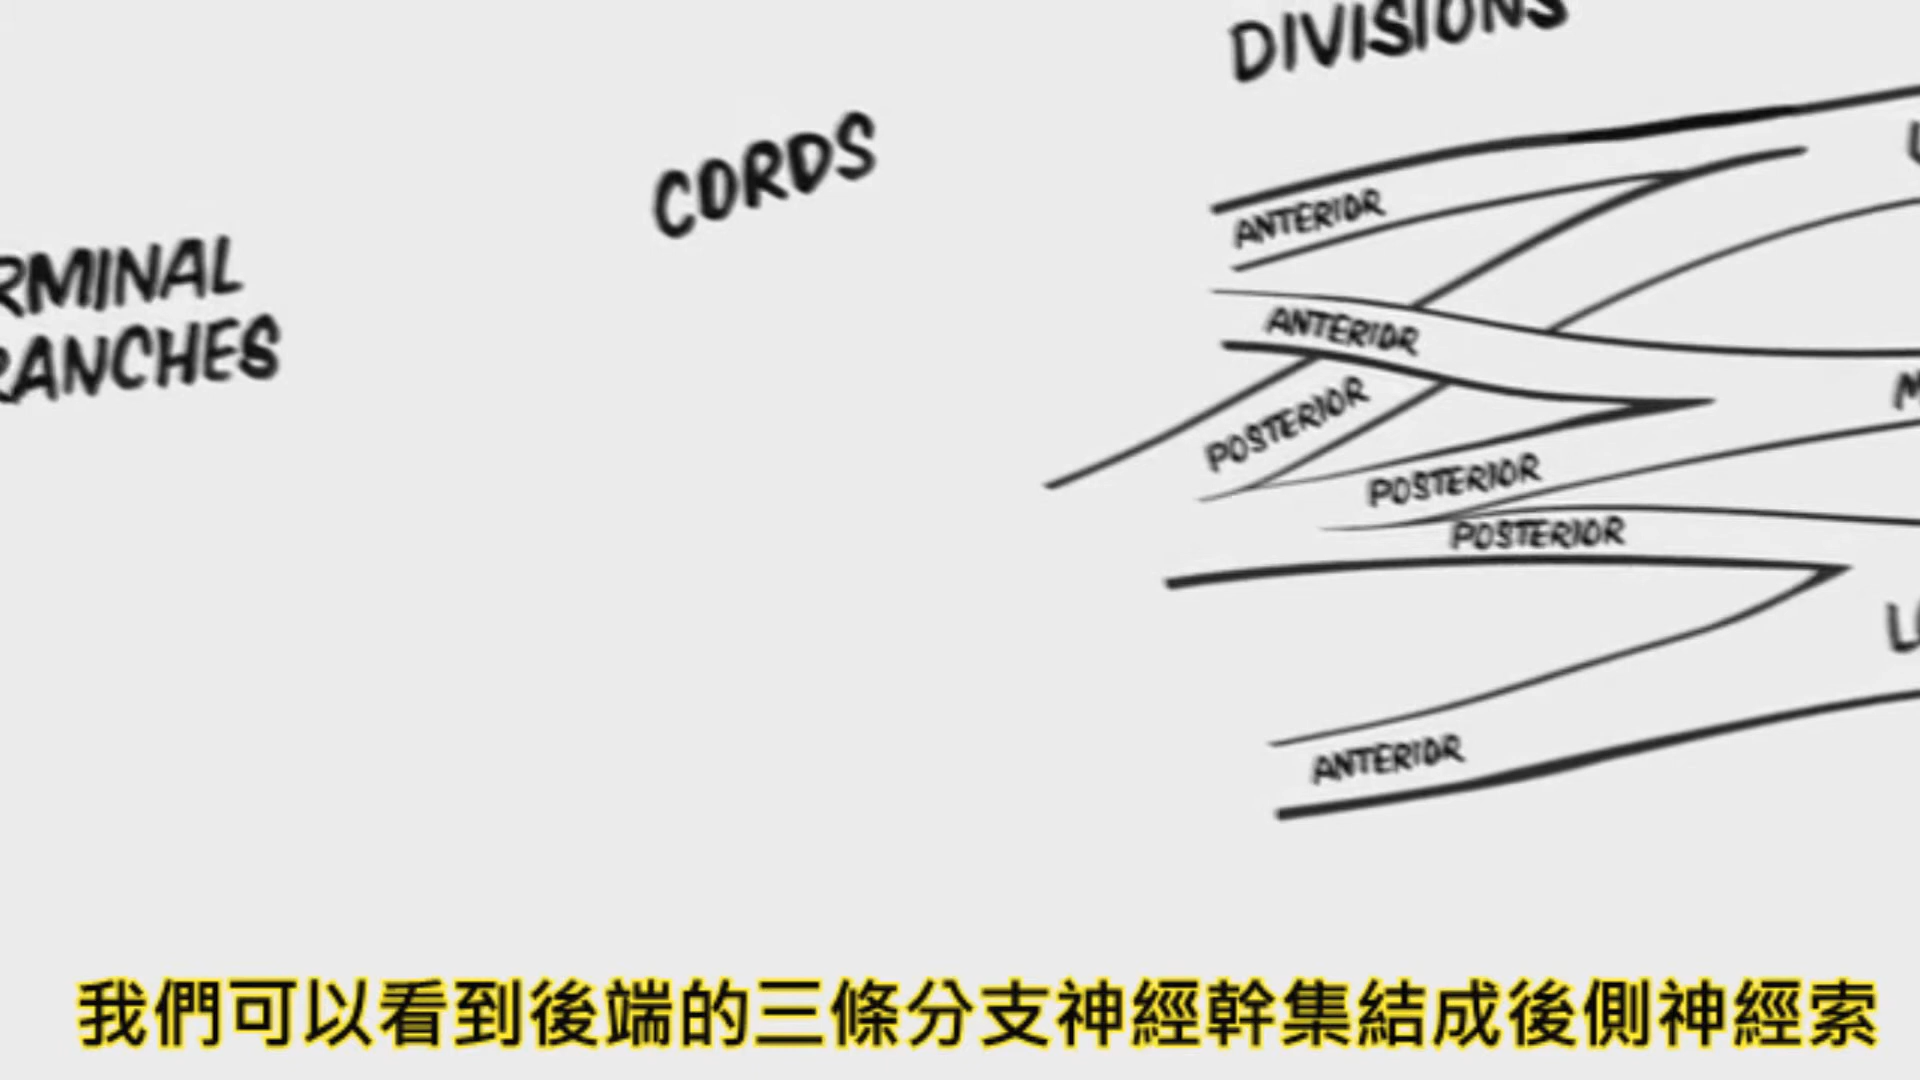 DIVISIONS
CORDS
RMINAL
RANCHES
ANTERIOR
ANTERIOR
POSTERIOR
POSTERIOR
POSTERIOR
ANTERIOR
我們可以看到後端的三條分支神經幹集結成後側神經索